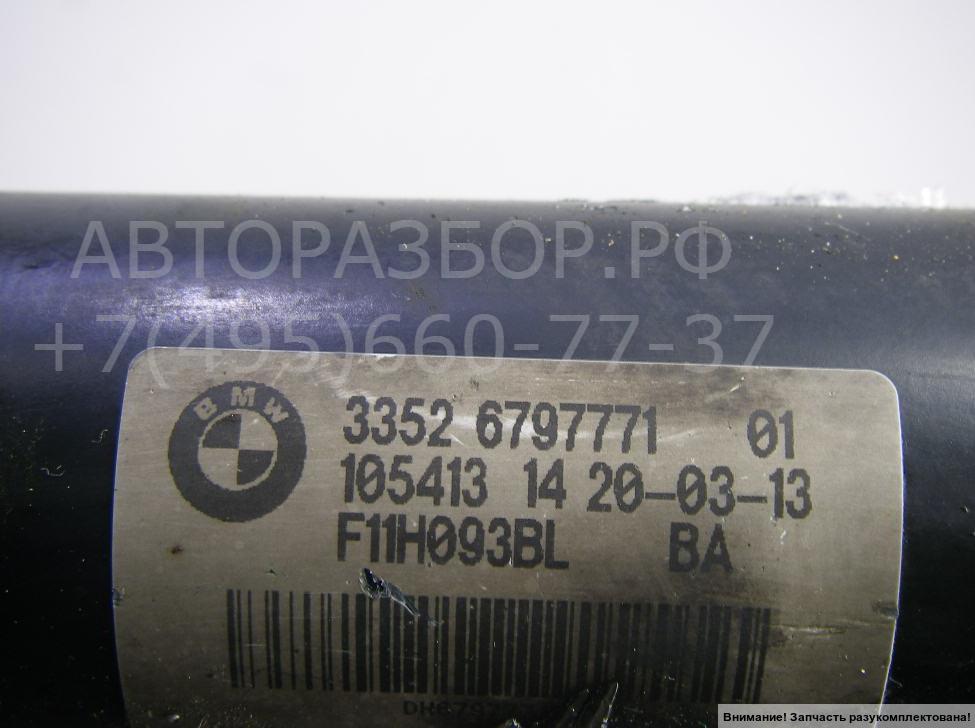 АВТОРАЗБОР.РФ
+7(495)660-77-37
BMW
3352 6797771 01
105413 14 20-03-13
F11H093BL BA
Внимание! Запчасть разукомплектована!